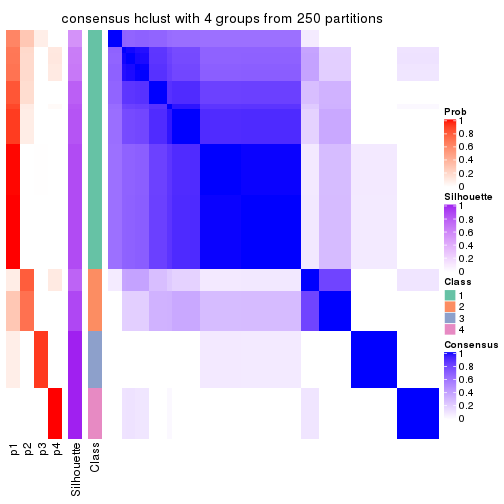 consensus hclust with 4 groups from 250 partitions
Prob
1
0.8
0.6
0.4
0.2
0
Silhouette
1
0.8
0.6
0.4
0.2
0
Class
1
2
3
4
Consensus
1
0.8
0.6
0.4
0.2
0
p1
p2
p3
p4
Silhouette
Class